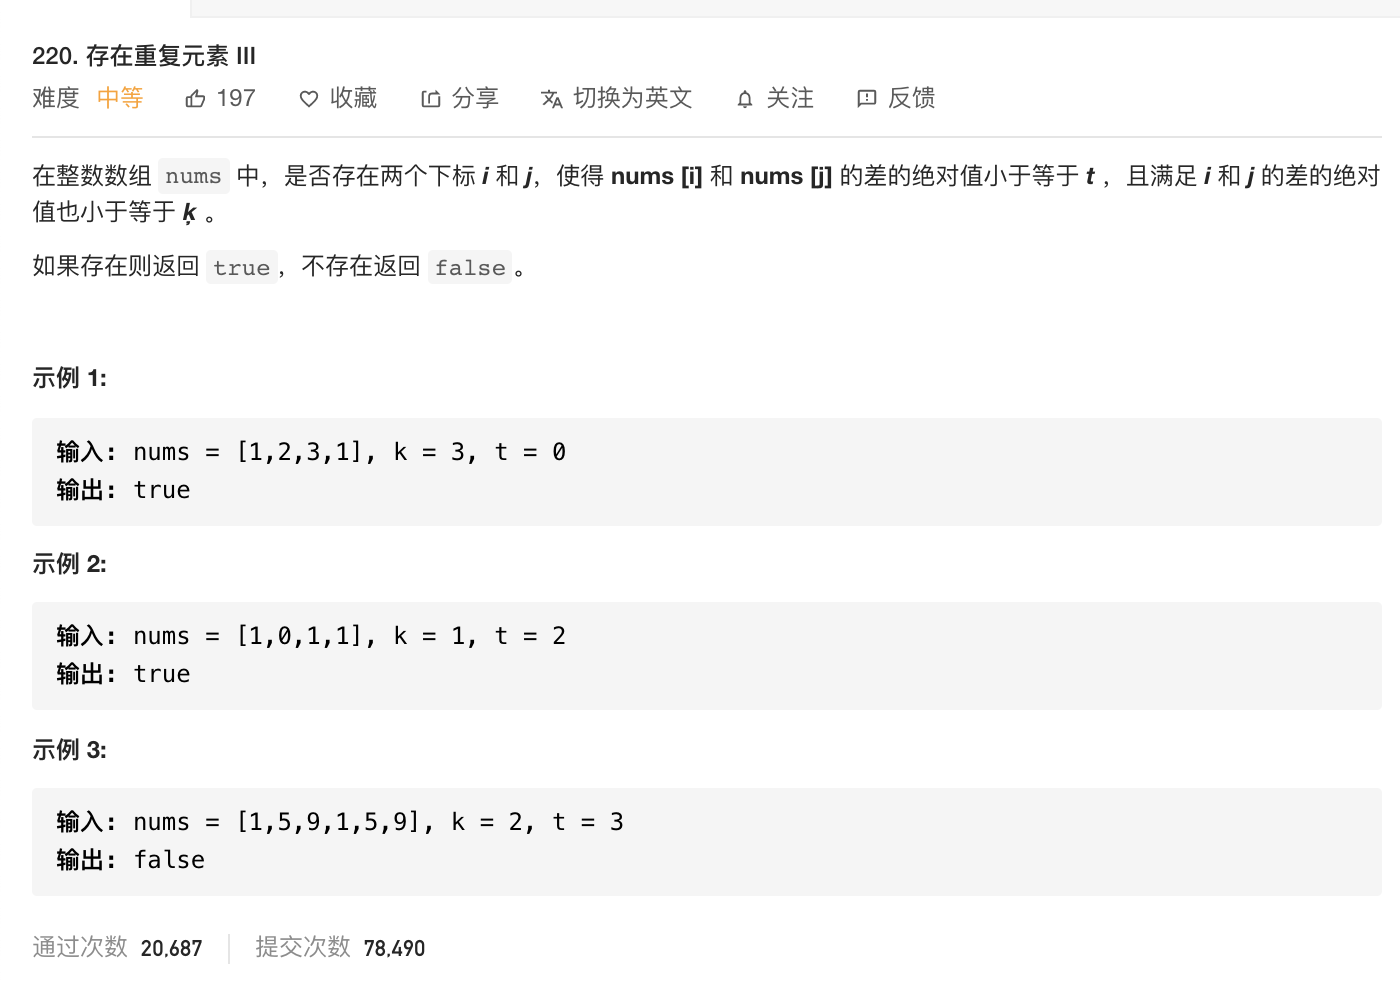 220. 存在重复元素 III
难度 中等 197 收藏 分享 切换为英文 关注 反馈
在整数数组 nums 中，是否存在两个下标 i 和 j，使得 nums [i] 和 nums [j] 的差的绝对值小于等于 t ，且满足 i 和 j 的差的绝对
值也小于等于 ķ 。
如果存在则返回 true，不存在返回 false。
示例 1:
输入: nums = [1,2,3,1], k = 3, t = 0
输出: true
示例 2:
输入: nums = [1,0,1,1], k = 1, t = 2
输出: true
示例 3:
输入: nums = [1,5,9,1,5,9], k = 2, t = 3
输出: false
通过次数 20,687 提交次数 78,490